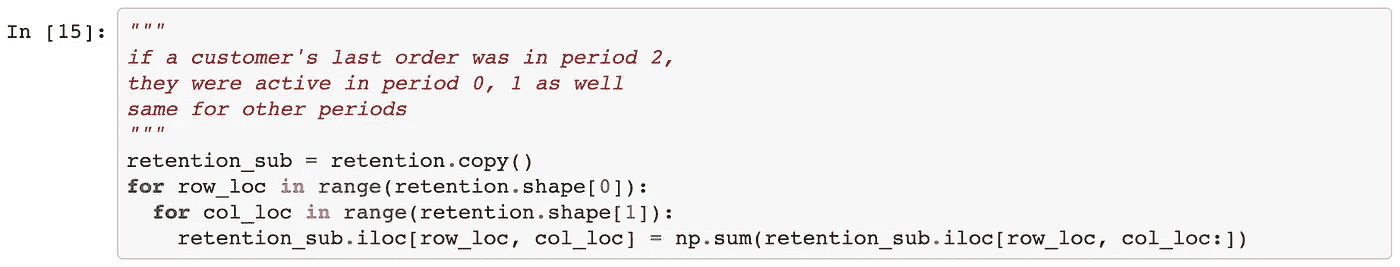 In [15]: """
if a customer's last order was in period 2,
they were active in period 0, 1 as well
same for other periods
"""
retention_sub = retention.copy()
for row_loc in range(retention.shape[0]):
  for col_loc in range(retention.shape[1]):
    retention_sub.iloc[row_loc, col_loc] = np.sum(retention_sub.iloc[row_loc, col_loc:])